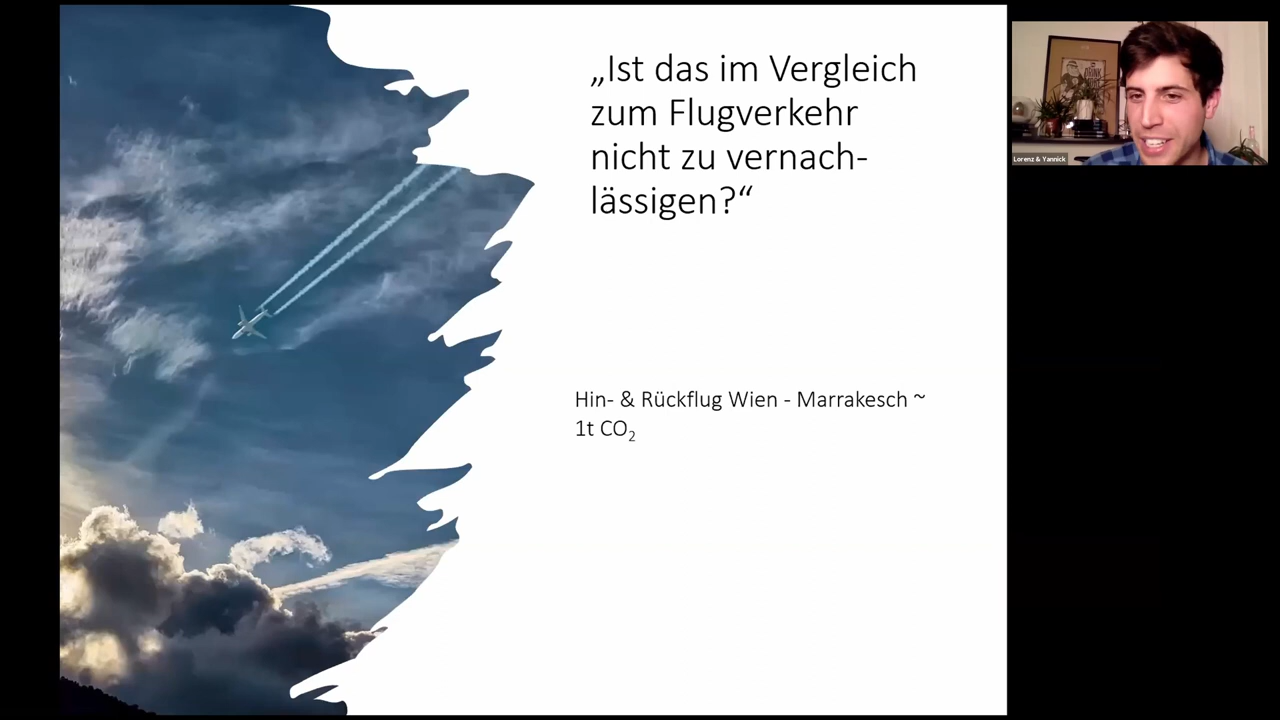 „Ist das im Vergleich
zum Flugverkehr
nicht zu vernach-
lässigen?“
Hin- & Rückflug Wien - Marrakesch ~
1t CO₂
Lorenz & Yannick